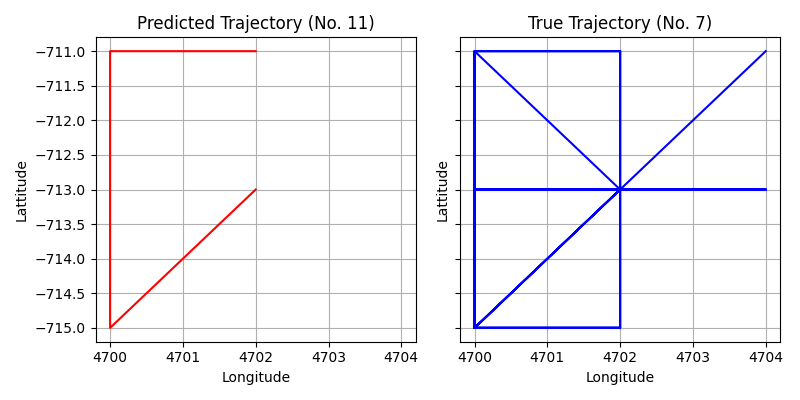 Predicted Trajectory (No. 11)
True Trajectory (No. 7)
−711.0
−711.5
−712.0
−712.5
−713.0
−713.5
−714.0
−714.5
−715.0
Lattitude
Lattitude
4700 4701 4702 4703 4704
4700 4701 4702 4703 4704
Longitude
Longitude